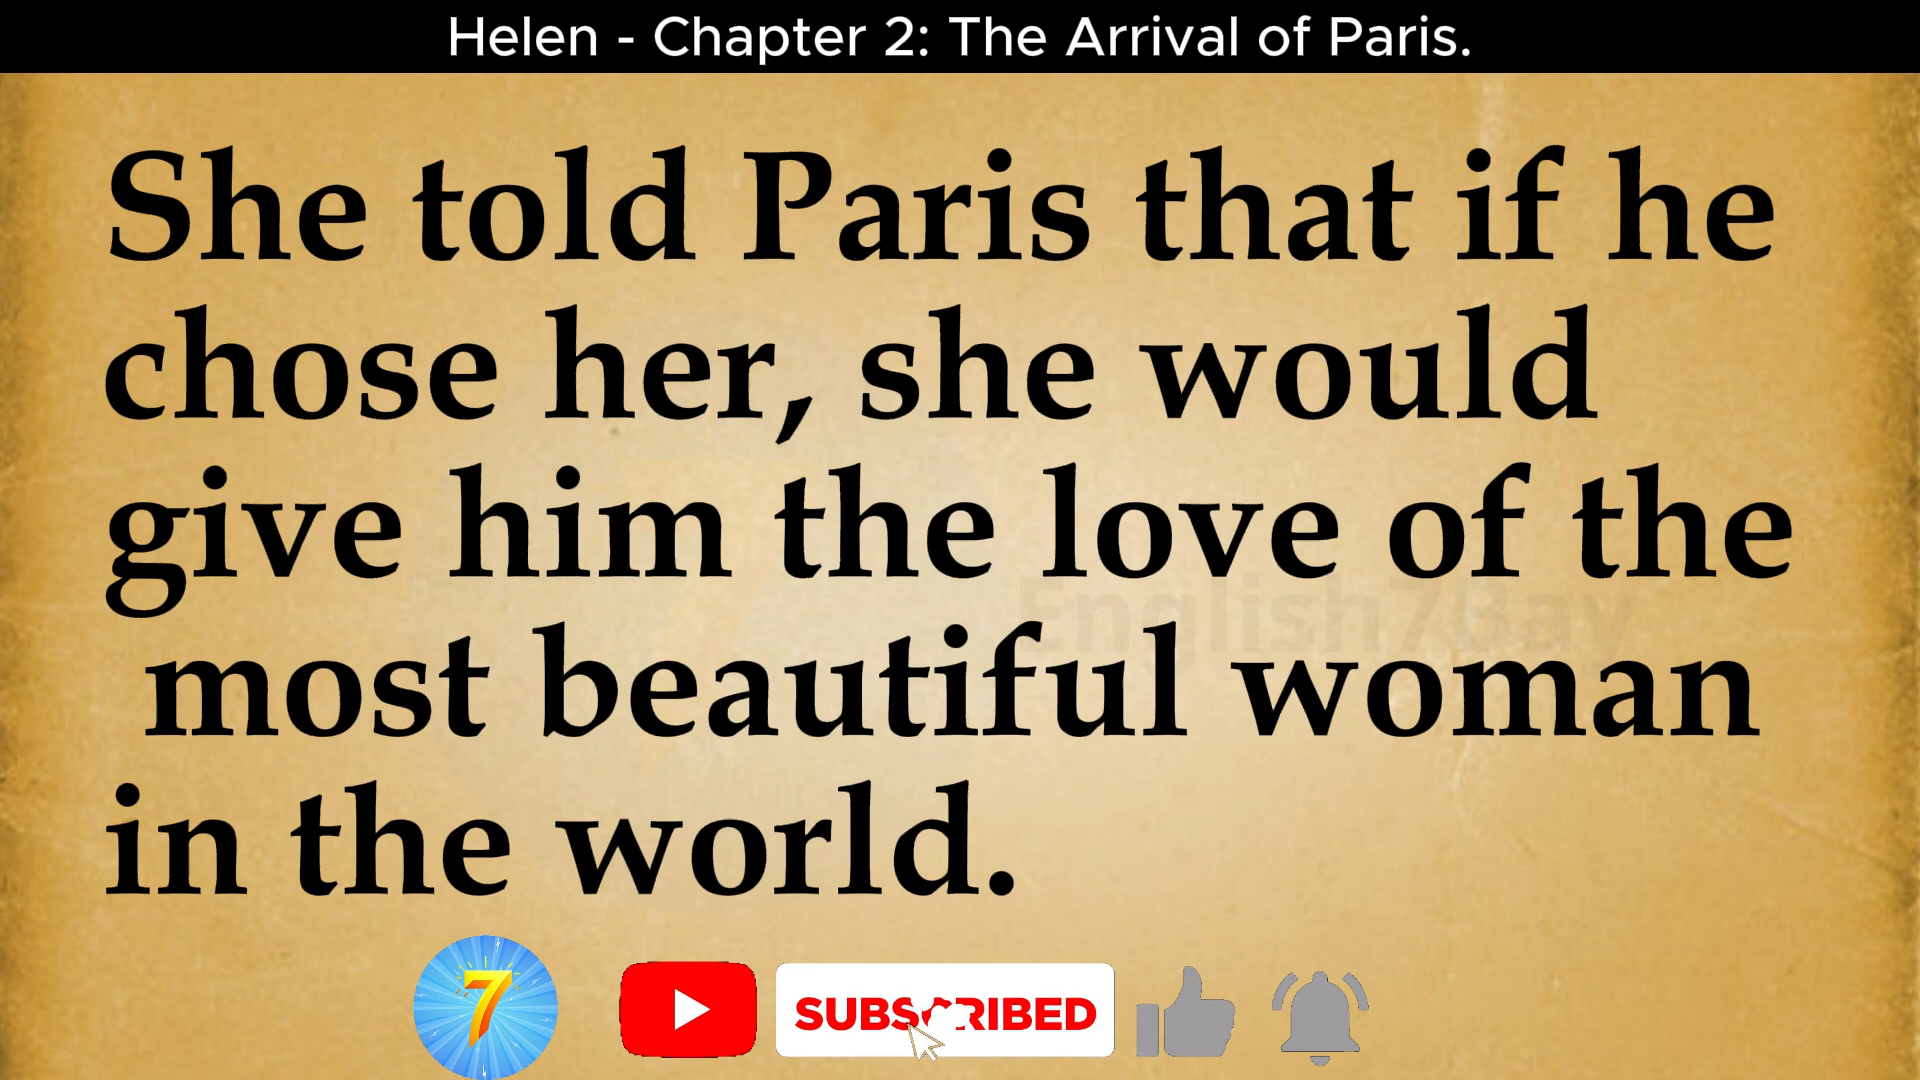 Helen - Chapter 2: The Arrival of Paris.
She told Paris that if he
chose her, she would
give him the love of the
most beautiful woman
in the world.
English7Bay
7
SUBSCRIBED